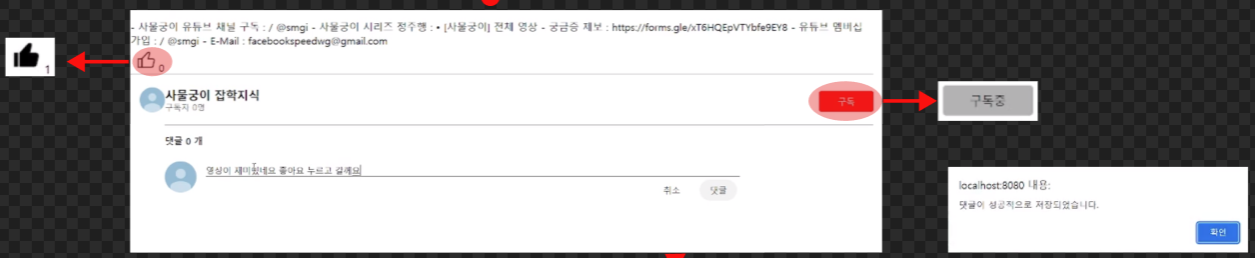 - 사물궁이 유튜브 채널 구독 : / @smgi - 사물궁이 시리즈 정주행 : • [사물궁이] 전체 영상 - 궁금증 제보 : https://forms.gle/xT6HQEpVTYbfe9EY8 - 유튜브 멤버십
가입 : / @smgi - E-Mail : facebookspeedwg@gmail.com
1
0
사물궁이 잡학지식
구독자 0명
구독
구독중
댓글 0 개
영상이 재미있네요 좋아요 누르고 갈께요
취소
댓글
localhost:8080 내용:
댓글이 성공적으로 저장되었습니다.
확인